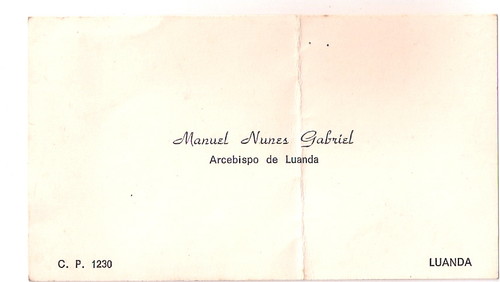 Manuel Nunes Gabriel
Arcebispo de Luanda
C. P. 1230
LUANDA